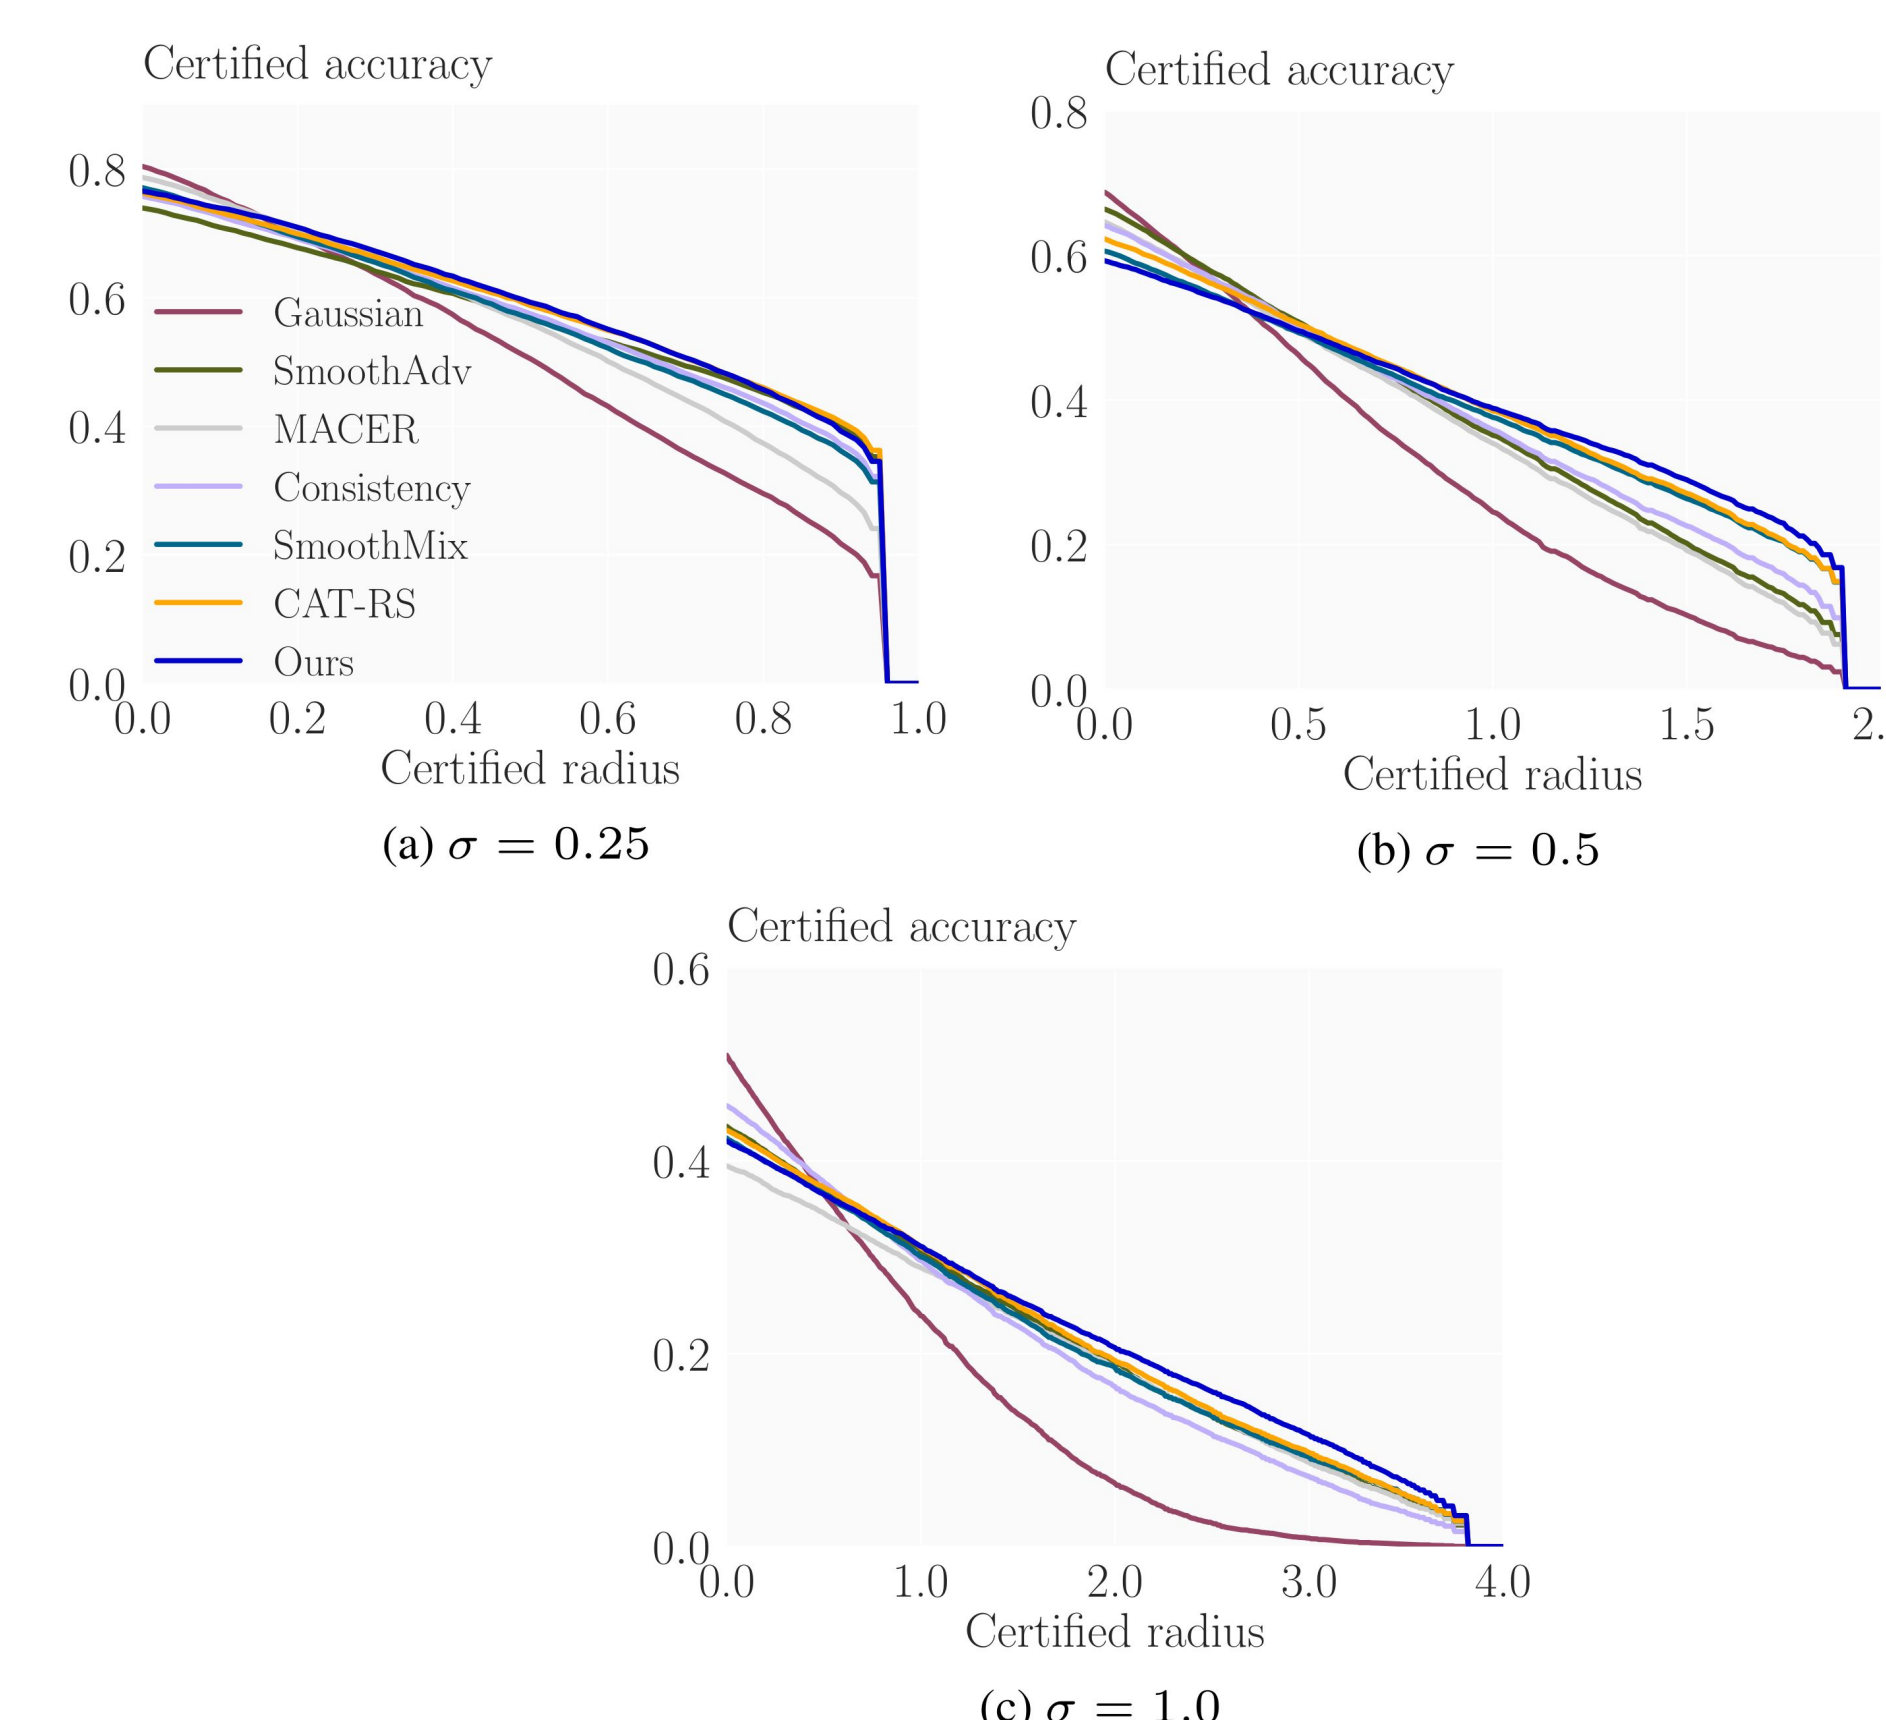 Certified accuracy
0.8
0.6
0.4
0.2
0.0
Gaussian
SmoothAdv
MACER
Consistency
SmoothMix
CAT-RS
Ours
0.0 0.2 0.4 0.6 0.8 1.0
Certified radius
(a) σ = 0.25
Certified accuracy
0.8
0.6
0.4
0.2
0.0
0.0 0.5 1.0 1.5 2.
Certified radius
(b) σ = 0.5
Certified accuracy
0.6
0.4
0.2
0.0
0.0 1.0 2.0 3.0 4.0
Certified radius
(c) σ = 1.0